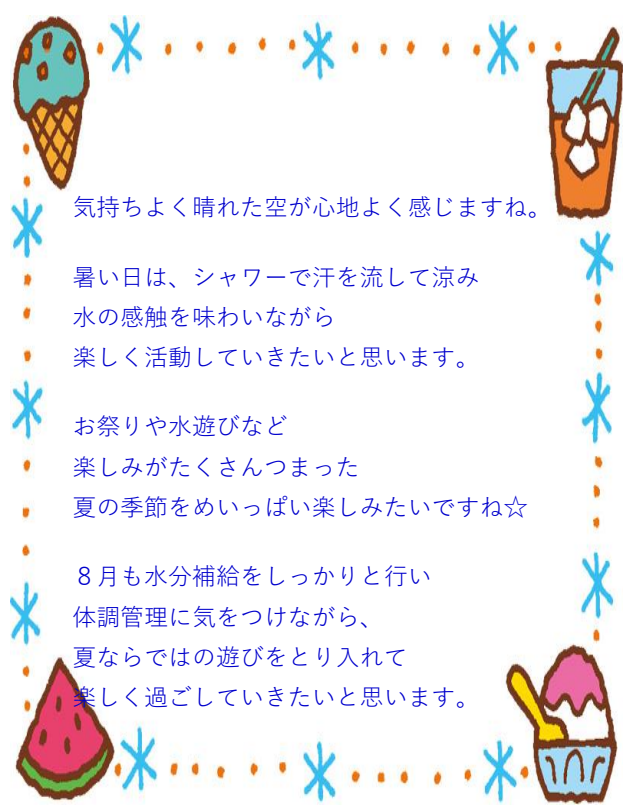 気持ちよく晴れた空が心地よく感じますね。
暑い日は、シャワーで汗を流して涼み
水の感触を味わいながら
楽しく活動していきたいと思います。
お祭りや水遊びなど
楽しみがたくさんつまった
夏の季節をめいっぱい楽しみたいですね☆
８月も水分補給をしっかりと行い
体調管理に気をつけながら、
夏ならではの遊びをとり入れて
楽しく過ごしていきたいと思います。